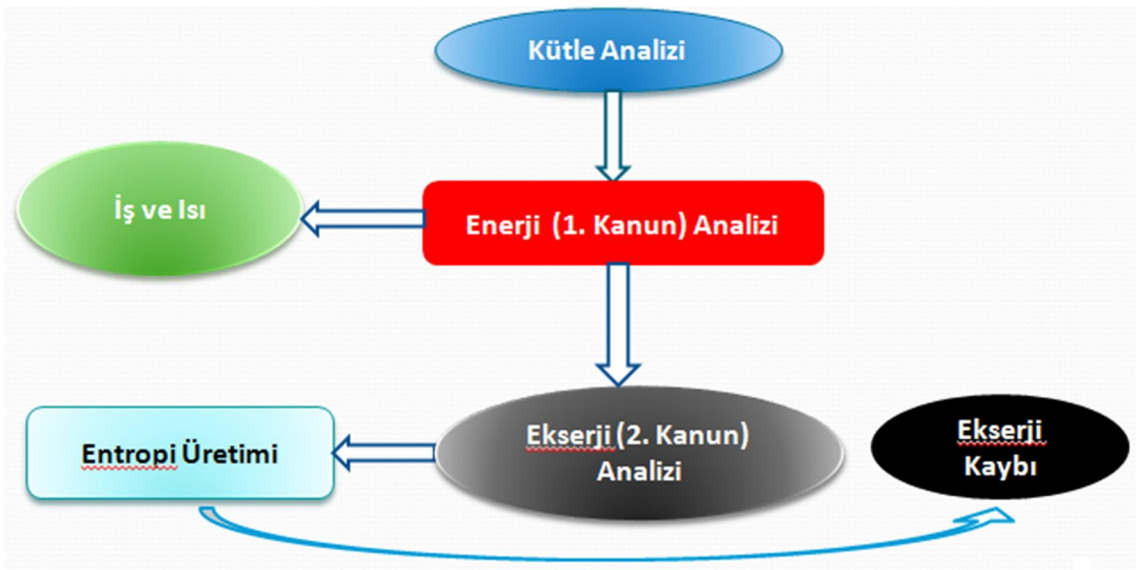 Kütle Analizi
İş ve Isı
Enerji (1. Kanun) Analizi
Ekserji (2. Kanun)
Analizi
Entropi Üretimi
Ekserji
Kaybı